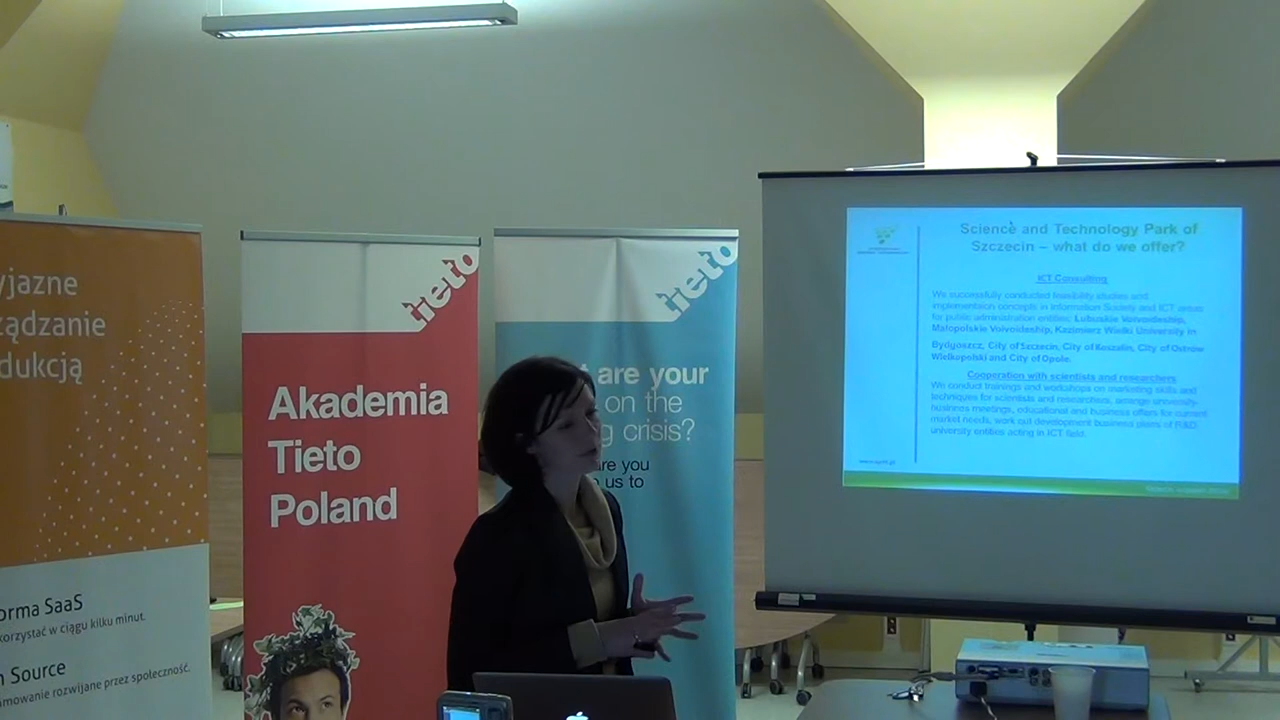 yjazne
ządzanie
dukcją
orma SaaS
korzystać w ciągu kilku minut.
n Source
mowanie rozwijane przez społeczność.
tieto
Akademia
Tieto
Poland
tieto
t are your
on the
g crisis?
are you
us to
Science and Technology Park of
Szczecin – what do we offer?
ICT Consulting
We successfully conducted feasibility studies and
implementation concepts in Information Society and ICT areas
for public administration entities: Lubuskie Voivodeship,
Małopolskie Voivodeship, Kazimierz Wielki University in
Bydgoszcz, City of Szczecin, City of Koszalin, City of Ostrow
Wielkopolski and City of Opole.
Cooperation with scientists and researchers
We conduct trainings and workshops on marketing skills and
techniques for scientists and researchers, arrange university-
business meetings, educational and business offers for current
market needs, work out development business plans of R&D
university entities acting in ICT field.